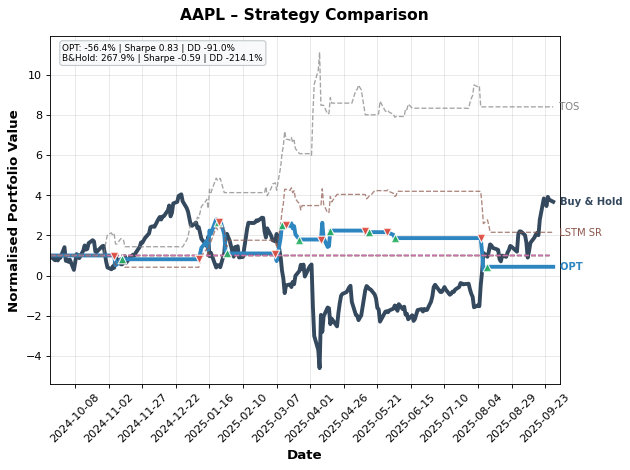 AAPL – Strategy Comparison
OPT: -56.4% | Sharpe 0.83 | DD -91.0%
B&Hold: 267.9% | Sharpe -0.59 | DD -214.1%
Normalised Portfolio Value
10
8
6
4
2
0
−2
−4
TOS
Buy & Hold
LSTM SR
OPT
2024-10-08
2024-11-02
2024-11-27
2024-12-22
2025-01-16
2025-02-10
2025-03-07
2025-04-01
2025-04-26
2025-05-21
2025-06-15
2025-07-10
2025-08-04
2025-08-29
2025-09-23
Date